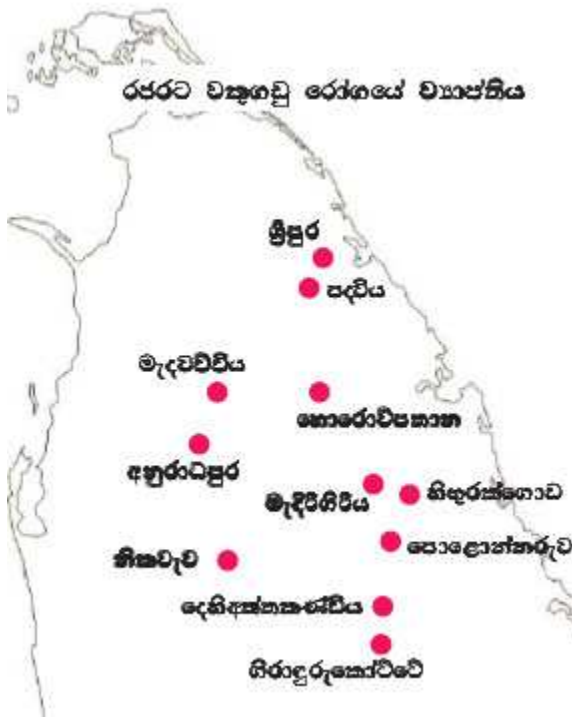 රජරට වකුගඩු රෝගයේ ව්‍යාප්තිය
ශ්‍රීපුර
පදවිය
මැදවච්චිය
හොරොව්පතාන
අනුරාධපුර
මැදිරිගිරිය
හිඟුරක්ගොඩ
පොළොන්නරුව
නිකවැව
දෙහිඅත්තකණ්ඩිය
ගිරාඳුරුකෝට්ටේ